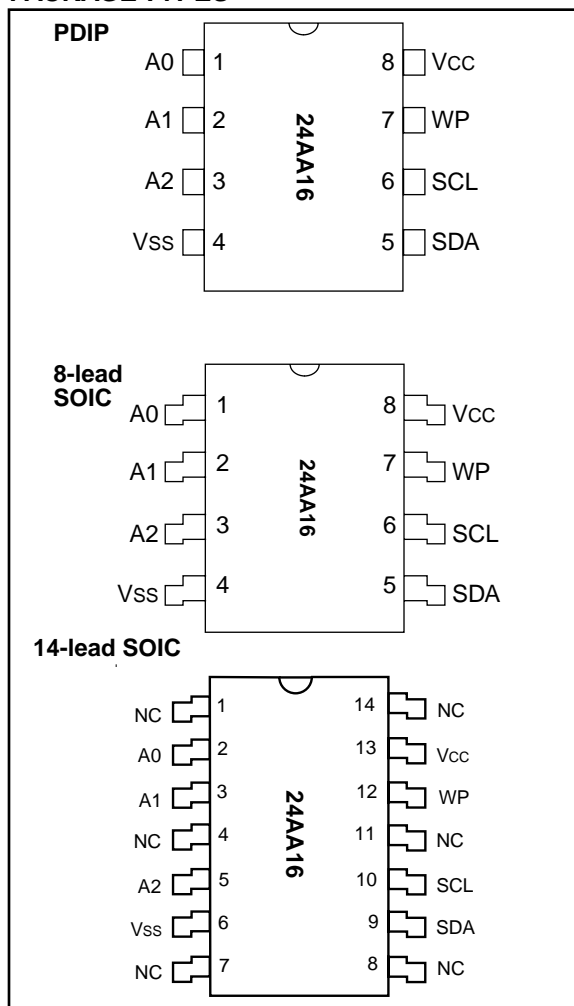 PDIP
A0 1 8 VCC
A1 2 7 WP
24AA16
A2 3 6 SCL
VSS 4 5 SDA
8-lead
SOIC
A0 1 8 VCC
A1 2 7 WP
24AA16
A2 3 6 SCL
VSS 4 5 SDA
14-lead SOIC
NC 1 14 NC
A0 2 13 VCC
A1 3 12 WP
24AA16
NC 4 11 NC
A2 5 10 SCL
VSS 6 9 SDA
NC 7 8 NC